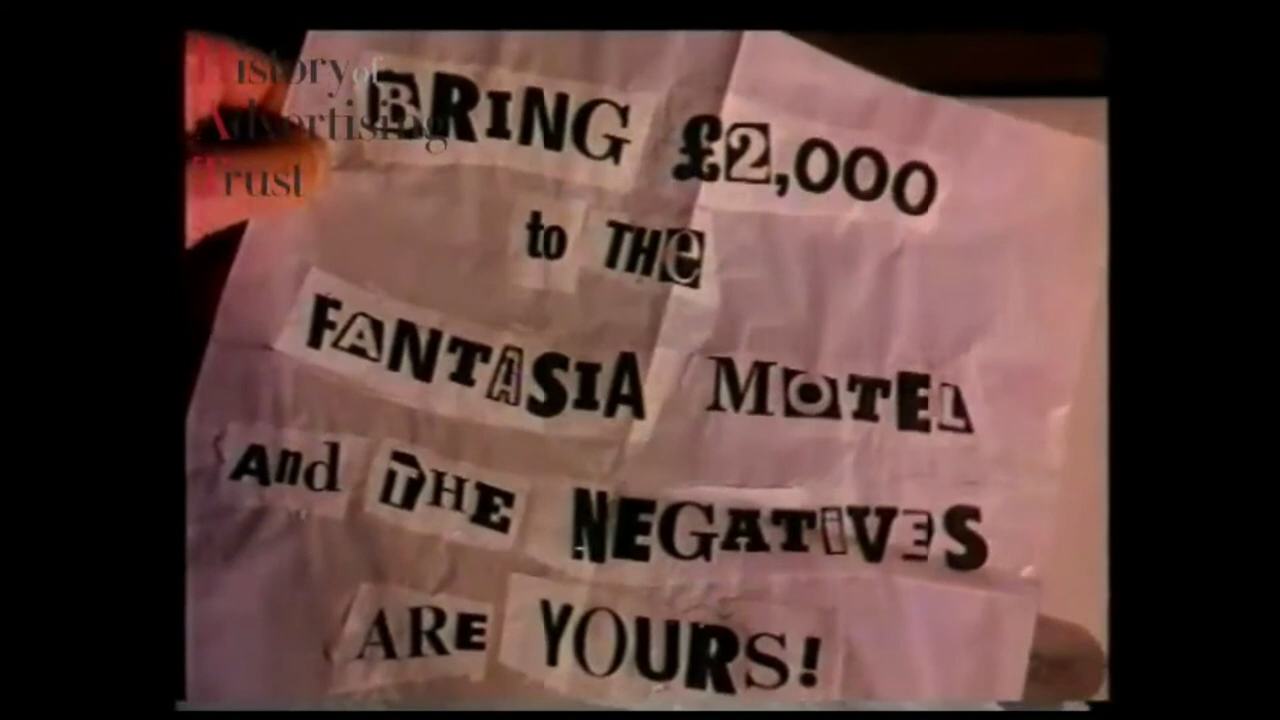 History of
Advertising
Trust
BRING £2,000
to THe
FANTASIA MOTEL
And THE NEGATiVES
ARE YOURS!